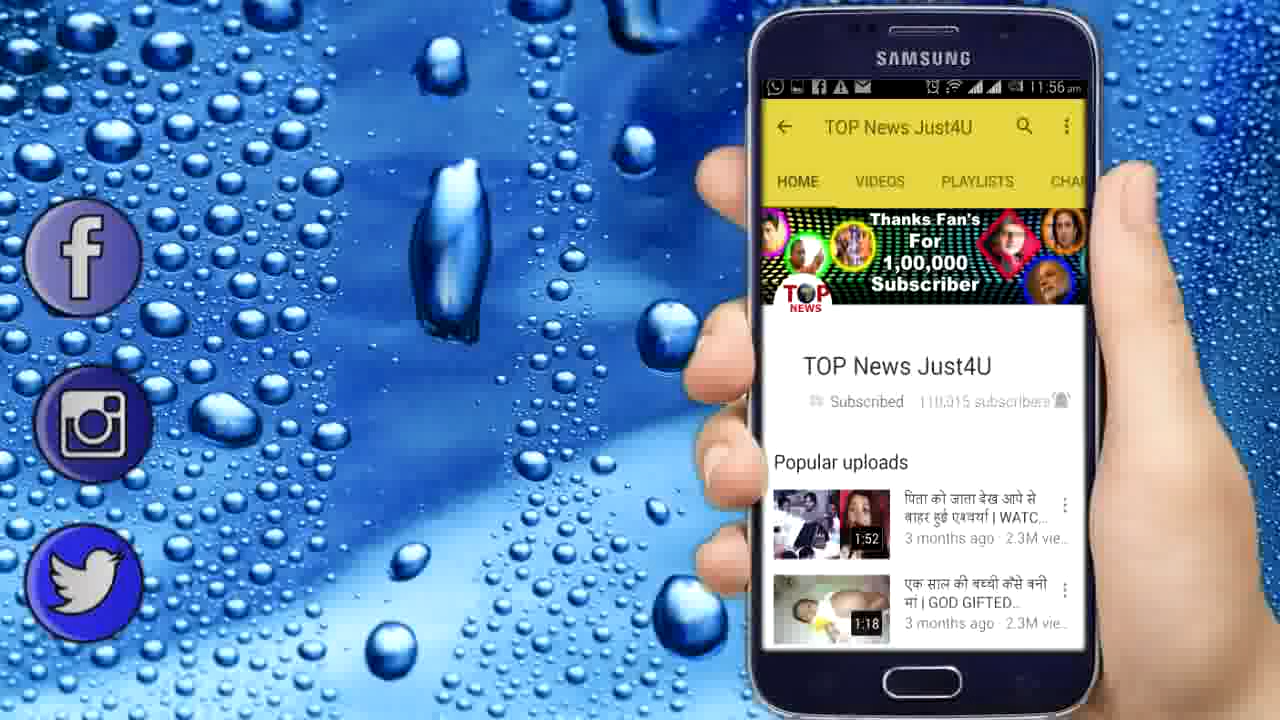 SAMSUNG
11:56 am
TOP News Just4U
HOME VIDEOS PLAYLISTS CHA
Thanks Fan's
For
1,00,000
Subscriber
TOP
NEWS
TOP News Just4U
Subscribed 110,315 subscribers
Popular uploads
पिता को जाता देख आपे से
बाहर हुई एश्वर्या | WATC...
3 months ago · 2.3M vie..
1:52
एक साल की बच्ची कैसे बनी
मां | GOD GIFTED..
3 months ago · 2.3M vie..
1:18